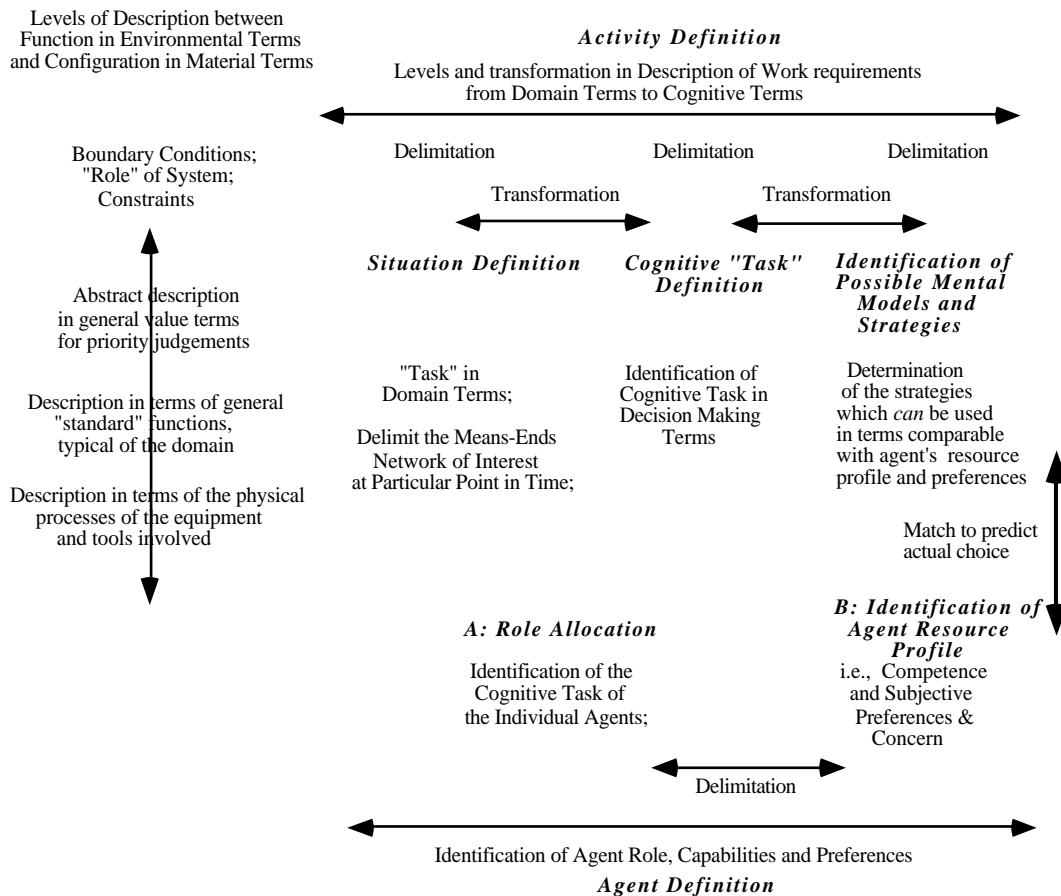 Levels of Description between
Function in Environmental Terms
and Configuration in Material Terms
Activity Definition
Levels and transformation in Description of Work requirements
from Domain Terms to Cognitive Terms
Boundary Conditions;
"Role" of System;
Constraints
Delimitation
Delimitation
Delimitation
Transformation
Transformation
Situation Definition
Cognitive "Task"
Definition
Identification of
Possible Mental
Models and
Strategies
Abstract description
in general value terms
for priority judgements
"Task" in
Domain Terms;
Delimit the Means-Ends
Network of Interest
at Particular Point in Time;
Identification of
Cognitive Task in
Decision Making
Terms
Determination
of the strategies
which can be used
in terms comparable
with agent's resource
profile and preferences
Description in terms of general
"standard" functions,
typical of the domain
Description in terms of the physical
processes of the equipment
and tools involved
Match to predict
actual choice
A: Role Allocation
Identification of the
Cognitive Task of
the Individual Agents;
B: Identification of
Agent Resource
Profile
i.e., Competence
and Subjective
Preferences &
Concern
Delimitation
Identification of Agent Role, Capabilities and Preferences
Agent Definition